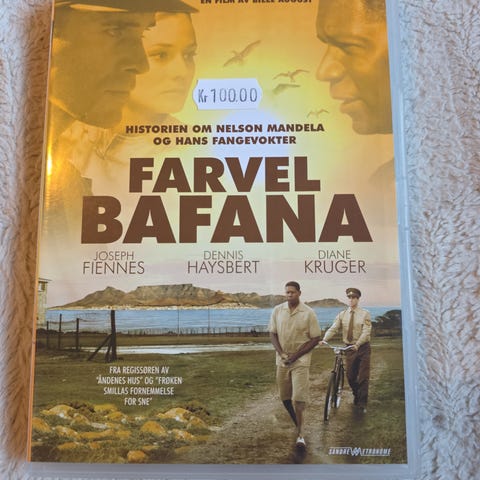 EN FILM AV BILLE AUGUST
Kr 100.00
HISTORIEN OM NELSON MANDELA
OG HANS FANGEVOKTER
FARVEL
BAFANA
JOSEPH FIENNES
DENNIS HAYSBERT
DIANE KRUGER
FRA REGISSØREN AV
"ÅNDENES HUS" OG "FRØKEN
SMILLAS FORNEMMELSE
FOR SNE"
SANDREW METRONOME